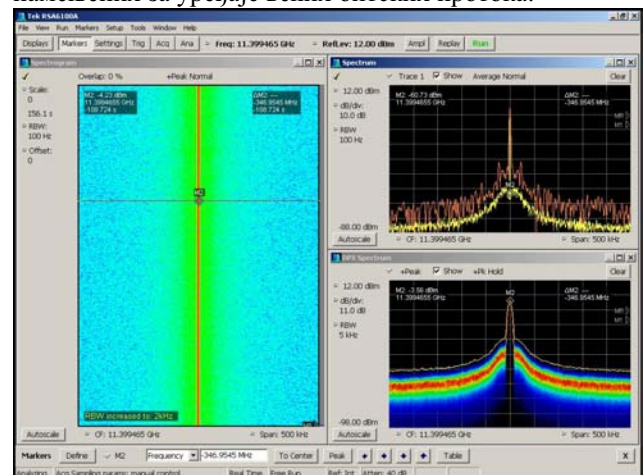 Tek RSA6100A
File View Run Markers Setup Tools Window Help
Displays Markers Settings Trig Acq Ana Freq: 11.399465 GHz RefLev: 12.00 dBm Ampl Replay Run
Spectrogram
Overlap: 0 % +Peak Normal
Scale:
0
156.1 s
RBW:
100 Hz
Offset:
0
M2: -4.23 dBm
11.3994655 GHz
-108.724 s
ΔM2: ---
-346.9545 MHz
-108.724 s
M2
RBW increased to: 2kHz
Autoscale CF: 11.399465 GHz Span: 500 kHz
Spectrum
Trace 1 Show Average Normal Clear
12.00 dBm
dB/div:
10.0 dB
RBW
100 Hz
M2: -60.73 dBm
11.3994655 GHz
ΔM2: ---
-346.9545 MHz
M2
-88.00 dBm
Autoscale CF: 11.399465 GHz Span: 500 kHz
DPX Spectrum
+Peak Show +Pk Hold Clear
12.00 dBm
dB/div:
11.0 dB
RBW
5 kHz
M2: -3.56 dBm
11.3994655 GHz
ΔM2: ---
-346.9545 MHz
M2
-98.00 dBm
Autoscale CF: 11.399465 GHz Span: 500 kHz
Markers Define M2 Frequency -346.9545 MHz To Center Peak Table X
Analyzing Acq Sampling params: manual control Real Time Free Run Ref: Int Atten: 40 dB